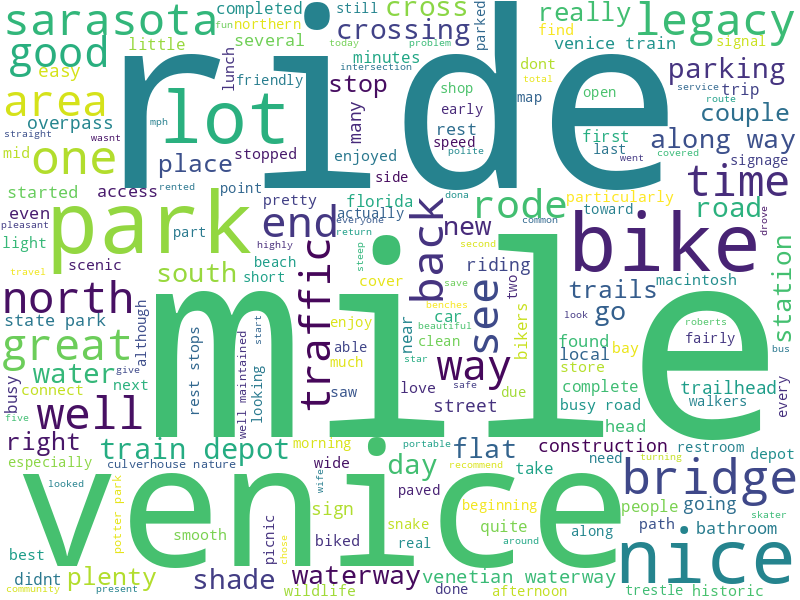 sarasota
completed
fun
northern
today
problem
still
cross
parked
really
find
legacy
good
easy
little
several
minutes
crossing
intersection
venice train
signal
lunch
friendly
stop
dont
parking
area
ride
lot
many
shop
open
service
total
map
route
trip
overpass
mph
early
couple
straight
wasnt
rest
speed
first
last
along way
mid
one
place
stopped
enjoyed
polite
went
covered
signage
started
access
rented
side
particularly
time
even
point
pretty
florida
dona
rode
toward
road
pleasant
park
part
end
actually
everyone
return
back
new
common
bike
drove
light
scenic
highly
second
south
beach
short
steep
cover
riding
two
trails
macintosh
station
travel
north
traffic
save
see
go
state park
although
rest stops
start
enjoy
car
benches
bikers
found
look
roberts
bus
great
able
near
beautiful
local
bay
fairly
water
give
well maintained
looking
much
clean
way
store
next
saw
star
due
complete
trailhead
busy
connect
mile
love
safe
street
busy road
walkers
every
five
well
head
right
train depot
morning
portable
flat
construction
restroom
depot
especially
culverhouse nature
wide
day
recommend
take
need
turning
looked
venice
wife
paved
beginning
bridge
potter park
smooth
picnic
sign
snake
quite
along
people
going
path
bathroom
skater
best
didnt
chose
biked
real
around
nice
plenty
shade
waterway
venetian waterway
trestle
historic
community
present
wildlife
done
afternoon